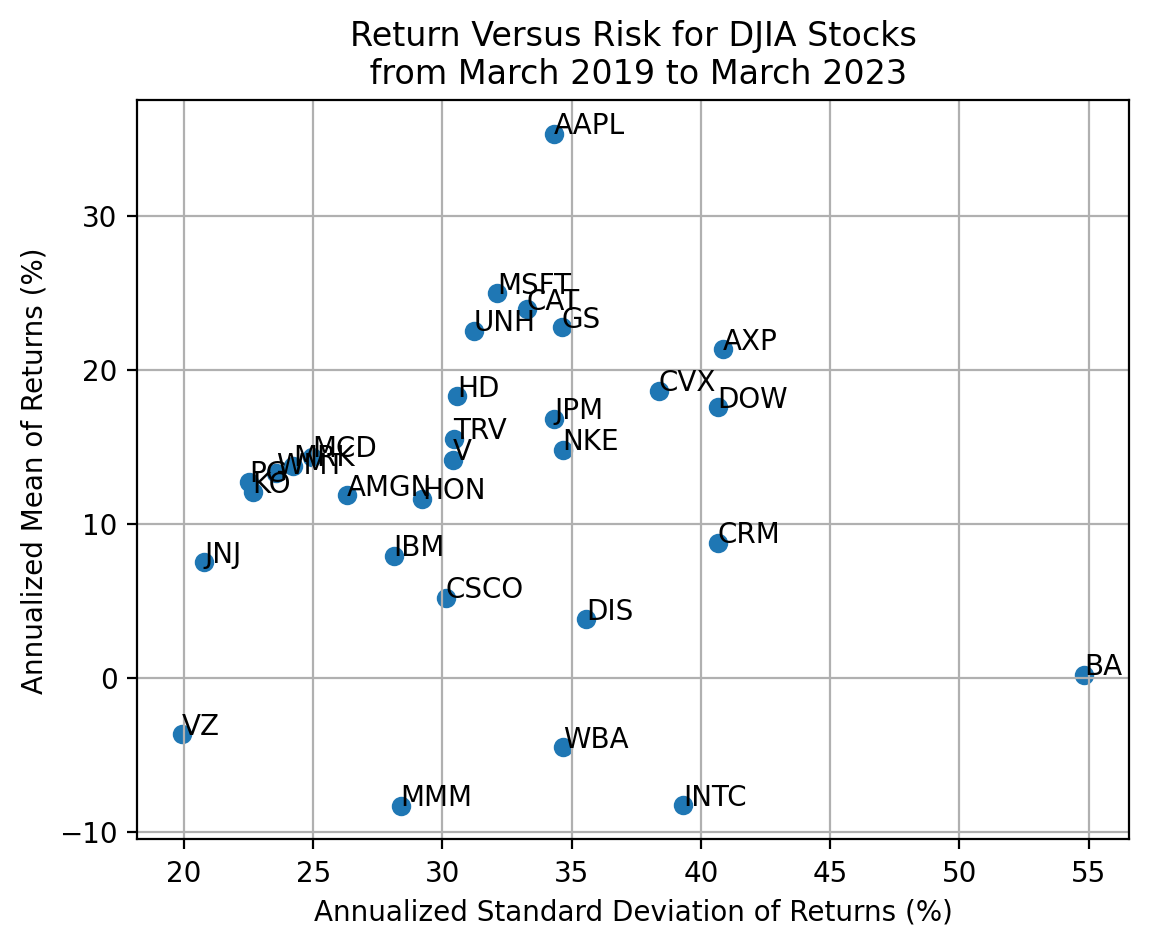 Return Versus Risk for DJIA Stocks
from March 2019 to March 2023
AAPL
30
MSFT
CAT
GS
UNH
AXP
20
CVX
HD
DOW
JPM
TRV
NKE
V
MCD
MRK
WMT
PG
KO
AMGN
HON
10
CRM
IBM
JNJ
CSCO
DIS
BA
0
VZ
WBA
MMM
INTC
−10
20 25 30 35 40 45 50 55
Annualized Standard Deviation of Returns (%)
Annualized Mean of Returns (%)